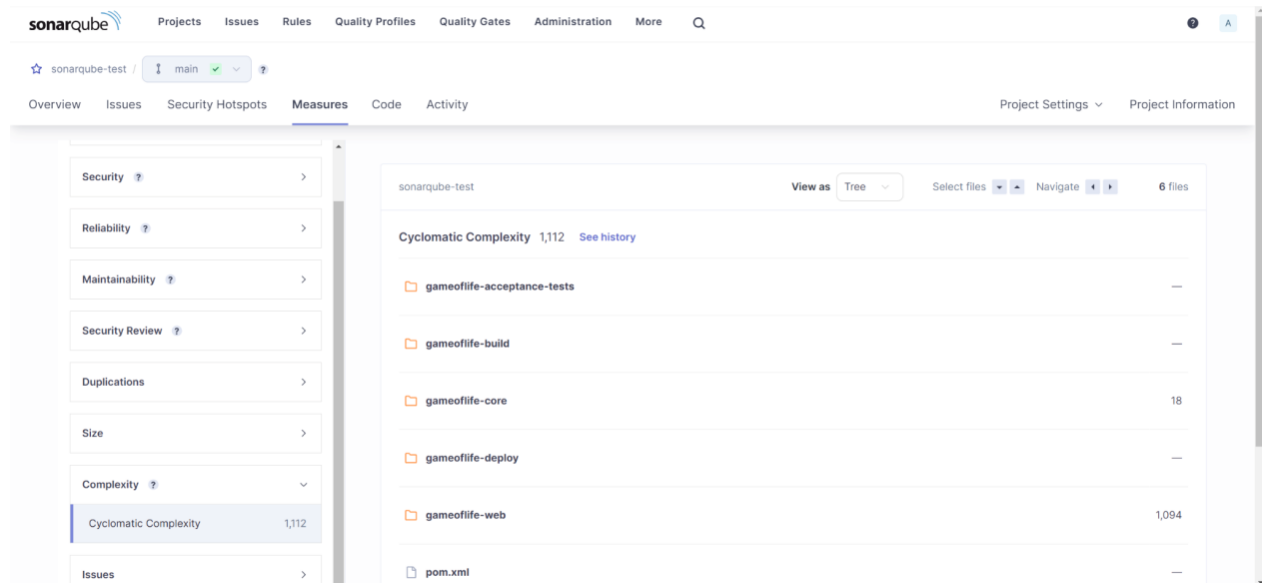 sonarqube Projects Issues Rules Quality Profiles Quality Gates Administration More ? A
sonarqube-test / main ?
Overview Issues Security Hotspots Measures Code Activity Project Settings Project Information
Security ?
Reliability ?
Maintainability ?
Security Review ?
Duplications
Size
Complexity ?
Cyclomatic Complexity 1,112
Issues
sonarqube-test View as Tree Select files Navigate 6 files
Cyclomatic Complexity 1,112 See history
gameoflife-acceptance-tests —
gameoflife-build —
gameoflife-core 18
gameoflife-deploy —
gameoflife-web 1,094
pom.xml —